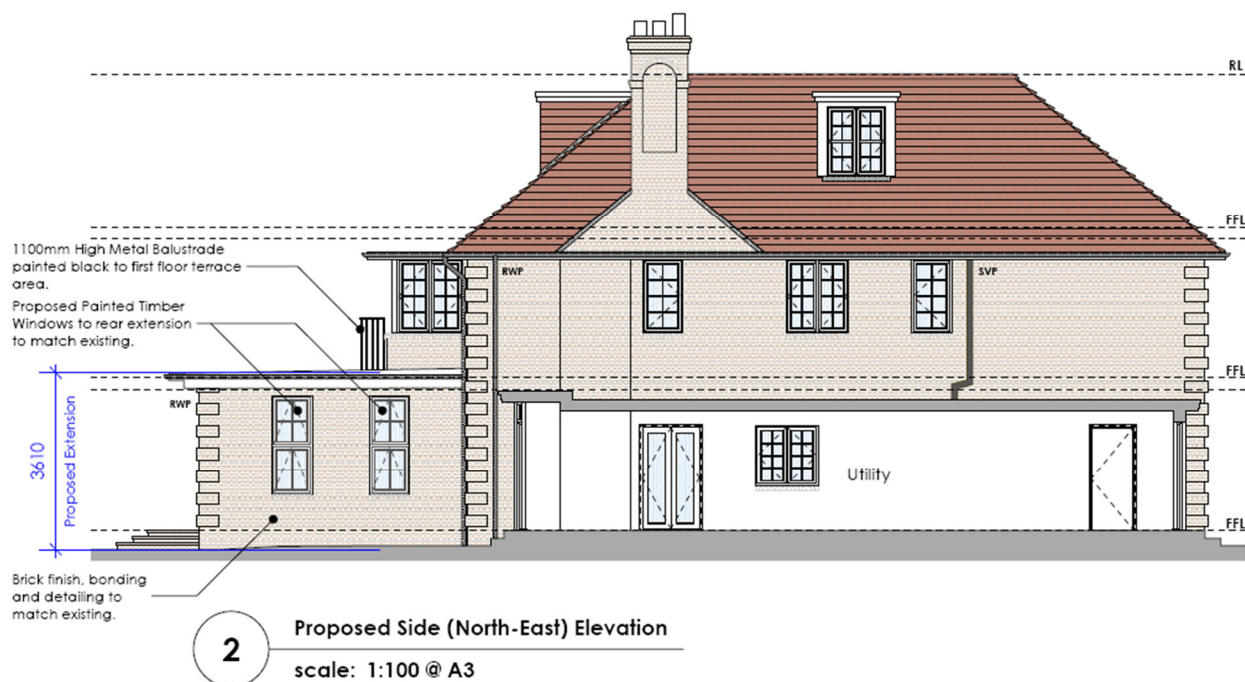 RL
FFL
1100mm High Metal Balustrade
painted black to first floor terrace
area.
RWP
SVP
Proposed Painted Timber
Windows to rear extension
to match existing.
FFL
RWP
3610
Proposed Extension
Utility
FFL
Brick finish, bonding
and detailing to
match existing.
2
Proposed Side (North-East) Elevation
scale: 1:100 @ A3